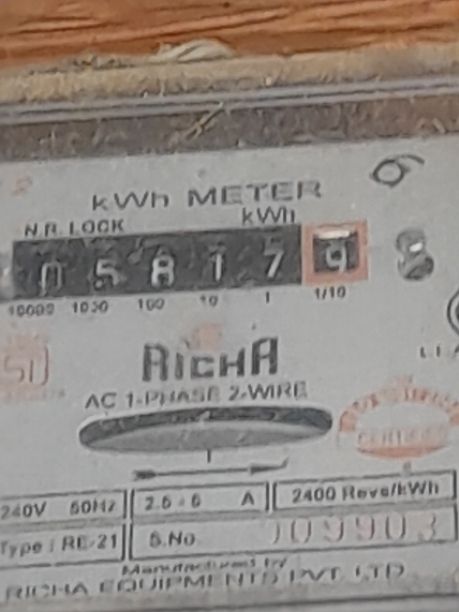 kWh METER
N.R. LOCK kWh
0 5 8 1 7 9
10000 1000 100 10 1 1/10
RICHA
AC 1-PHASE 2-WIRE
240V 50Hz 2.5 - 5 A 2400 Revs/kWh
Type : RE-21 S.No. 109903
Manufactured by
RICHA EQUIPMENTS PVT. LTD